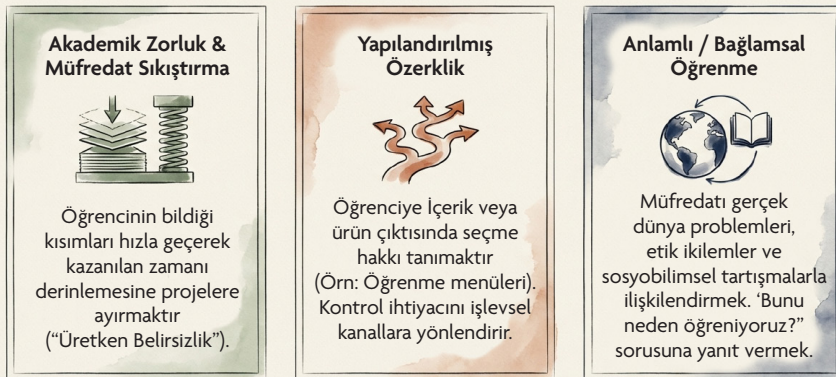 Akademik Zorluk &
Müfredat Sıkıştırma
Öğrencinin bildiği
kısımları hızla geçerek
kazanılan zamanı
derinlemesine projelere
ayırmaktır
(“Üretken Belirsizlik”).
Yapılandırılmış
Özerklik
Öğrenciye İçerik veya
ürün çıktısında seçme
hakkı tanımaktır
(Örn: Öğrenme menüleri).
Kontrol ihtiyacını işlevsel
kanallara yönlendirir.
Anlamlı / Bağlamsal
Öğrenme
Müfredatı gerçek
dünya problemleri,
etik ikilemler ve
sosyobilimsel tartışmalarla
ilişkilendirmek. ‘Bunu
neden öğreniyoruz?”
sorusuna yanıt vermek.